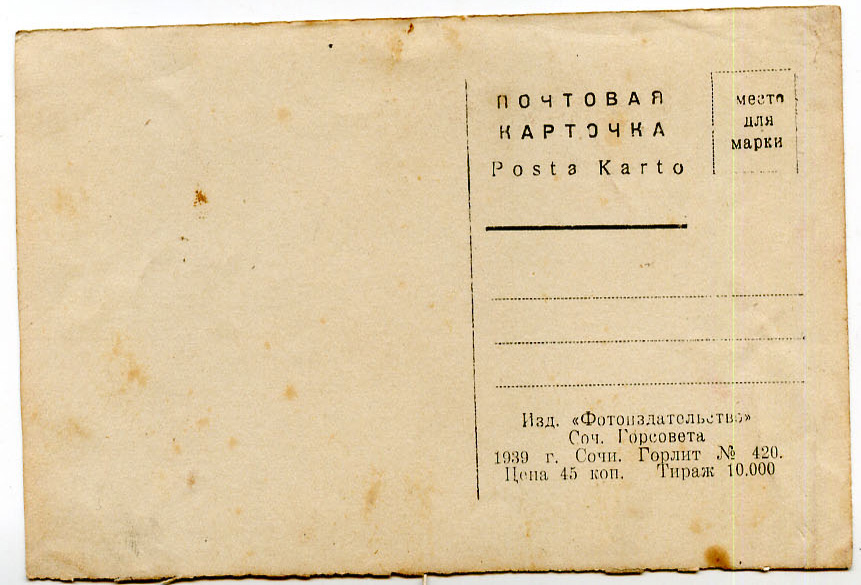 ПОЧТОВАЯ
КАРТОЧКА
Posta Karto
место
для
марки
Изд. «Фотоиздательство»
Соч. Горсовета
1939 г. Сочи. Горлит № 420.
Цена 45 коп. Тираж 10.000